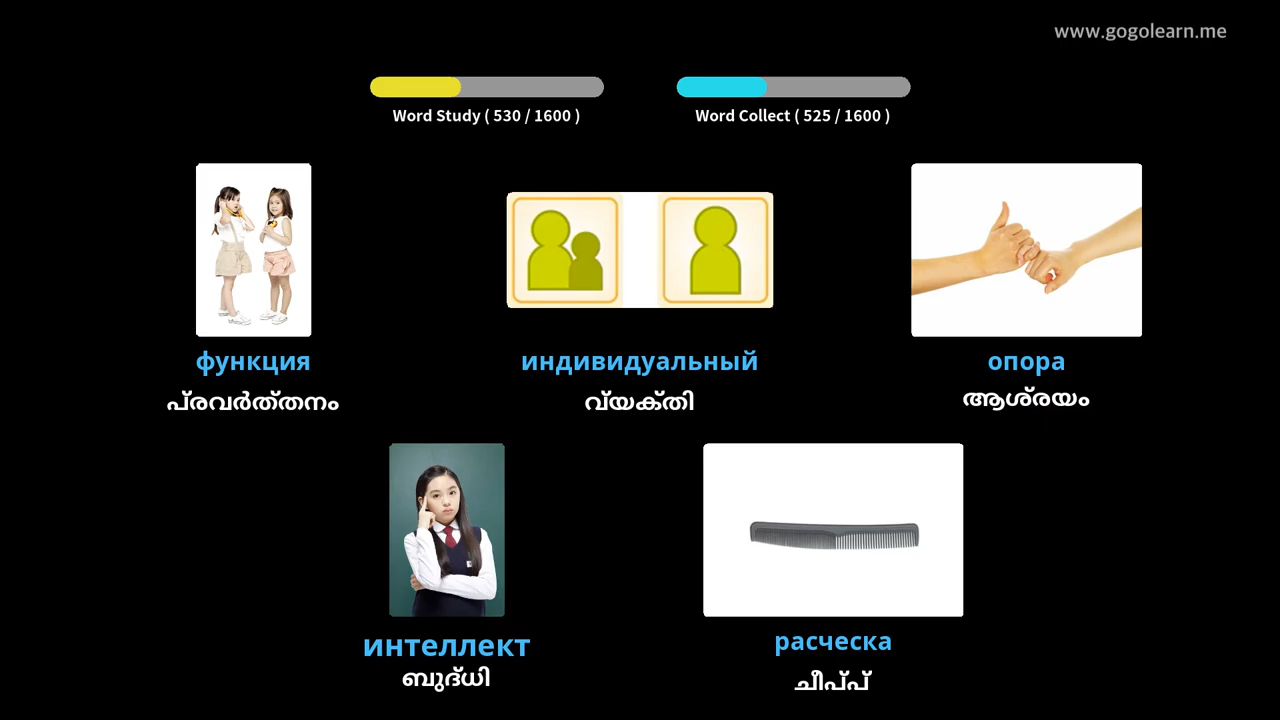 www.gogolearn.me
Word Study ( 530 / 1600 )
Word Collect ( 525 / 1600 )
функция
പ്രവർത്തനം
индивидуальный
വ്യക്തി
опора
ആശ്രയം
интеллект
ബുദ്ധി
расческа
ചീപ്പ്